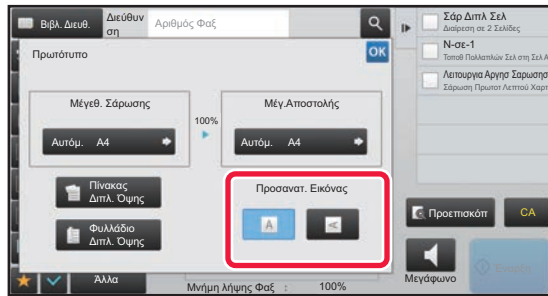 Βιβλ. Διευθ.
Διεύθυν
ση
Αριθμός Φαξ
Πρωτότυπο
OK
Μέγεθ. Σάρωσης
Αυτόμ. A4
100%
Μέγ.Αποστολής
Αυτόμ. A4
Πίνακας
Διπλ. Όψης
Φυλλάδιο
Διπλ. Όψης
Προσανατ. Εικόνας
A
A
Άλλα
Μνήμη λήψης Φαξ : 100%
Σάρ Διπλ Σελ
Διαίρεση σε 2 Σελίδες
N-σε-1
Τοποθ Πολλαπλών Σελ στη Σελ Α
Λειτουργια Αργησ Σαρωσησ
Σάρωση Πρωτοτ Λεπτού Χαρτ
Προεπισκόπ
CA
Μεγάφωνο